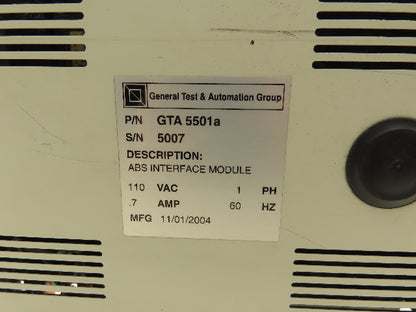 General Test & Automation Group
P/N GTA 5501a
S/N 5007
DESCRIPTION:
ABS INTERFACE MODULE
110 VAC 1 PH
.7 AMP 60 HZ
MFG 11/01/2004